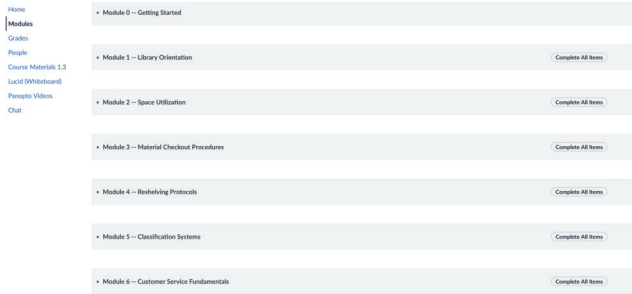 Home
Modules
Grades
People
Course Materials 1.3
Lucid (Whiteboard)
Panopto Videos
Chat
Module 0 -- Getting Started
Module 1 -- Library Orientation Complete All Items
Module 2 -- Space Utilization Complete All Items
Module 3 -- Material Checkout Procedures Complete All Items
Module 4 -- Reshelving Protocols Complete All Items
Module 5 -- Classification Systems Complete All Items
Module 6 -- Customer Service Fundamentals Complete All Items